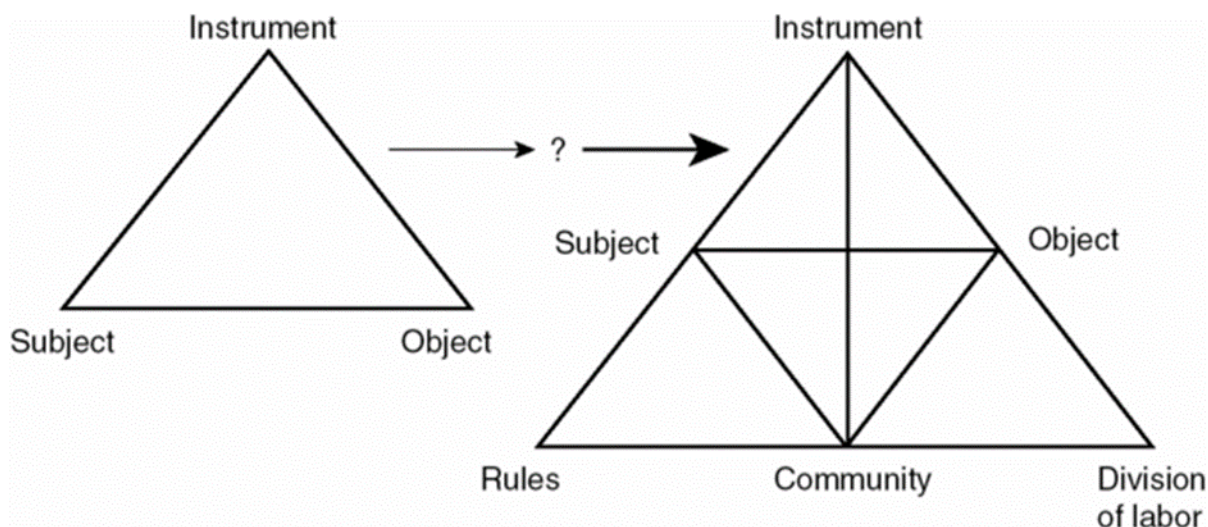 Instrument
Subject
Object
?
Instrument
Subject
Object
Rules
Community
Division
of labor